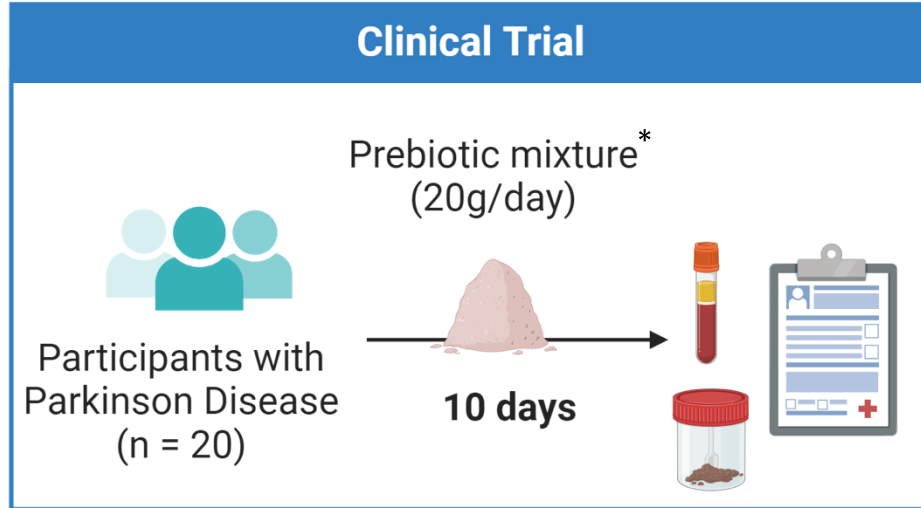 Clinical Trial
Prebiotic mixture*
(20g/day)
Participants with
Parkinson Disease
(n = 20)
10 days